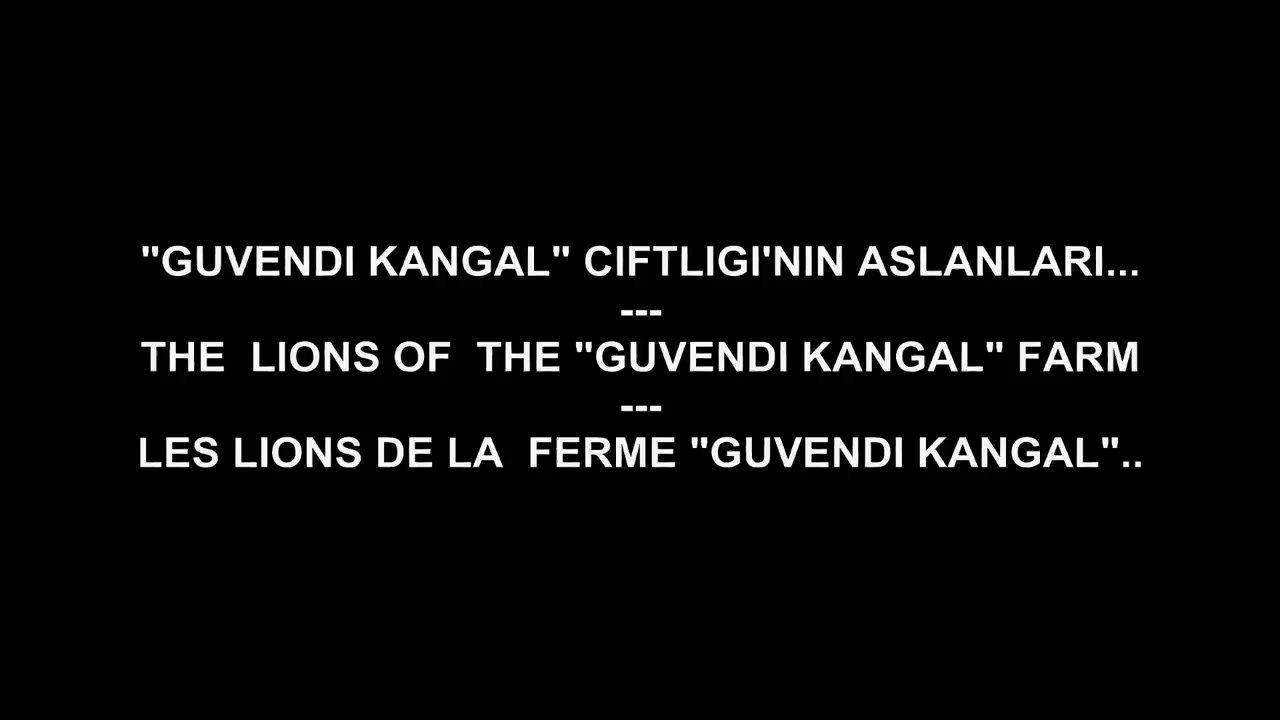 "GUVENDI KANGAL" CIFTLIGI'NIN ASLANLARI...
---
THE LIONS OF THE "GUVENDI KANGAL" FARM
---
LES LIONS DE LA FERME "GUVENDI KANGAL"..